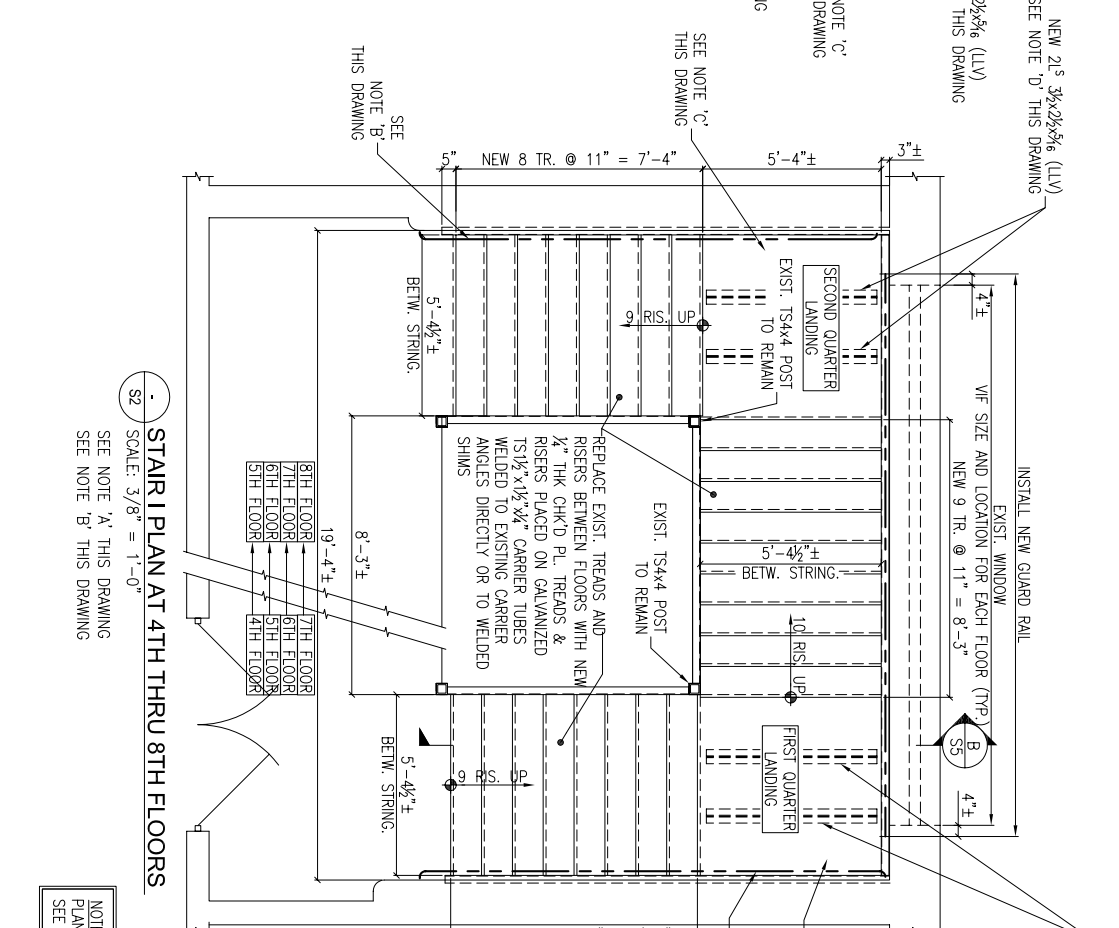 NEW 2LS 3½x2½x5/16 (LLV)
SEE NOTE 'D' THIS DRAWING
2½x5/16 (LLV)
THIS DRAWING
NOTE 'C'
DRAWING
NG
SEE NOTE 'C'
THIS DRAWING
SEE
NOTE 'B'
THIS DRAWING
5"
NEW 8 TR. @ 11" = 7'-4"
5'-4"±
3"±
INSTALL NEW GUARD RAIL
EXIST. WINDOW
VIF SIZE AND LOCATION FOR EACH FLOOR (TYP.)
4"±
4"±
NEW 9 TR. @ 11" = 8'-3"
B
S5
SECOND QUARTER
LANDING
EXIST. TS4x4 POST
TO REMAIN
9 RIS. UP
5'-4½"±
BETW. STRING.
5'-4½"±
BETW. STRING.
10 RIS. UP
EXIST. TS4x4 POST
TO REMAIN
REPLACE EXIST. TREADS AND
RISERS BETWEEN FLOORS WITH NEW
¼" THK CHK'D PL. TREADS &
RISERS PLACED ON GALVANIZED
TS1½"x1½"x¼" CARRIER TUBES
WELDED TO EXISTING CARRIER
ANGLES DIRECTLY OR TO WELDED
SHIMS
FIRST QUARTER
LANDING
9 RIS. UP
5'-4½"±
BETW. STRING.
8'-3"±
19'-4"±
8TH FLOOR
7TH FLOOR
6TH FLOOR
5TH FLOOR
7TH FLOOR
6TH FLOOR
5TH FLOOR
4TH FLOOR
-
S2
STAIR I PLAN AT 4TH THRU 8TH FLOORS
SCALE: 3/8" = 1'-0"
SEE NOTE 'A' THIS DRAWING
SEE NOTE 'B' THIS DRAWING
PLAN
SEE